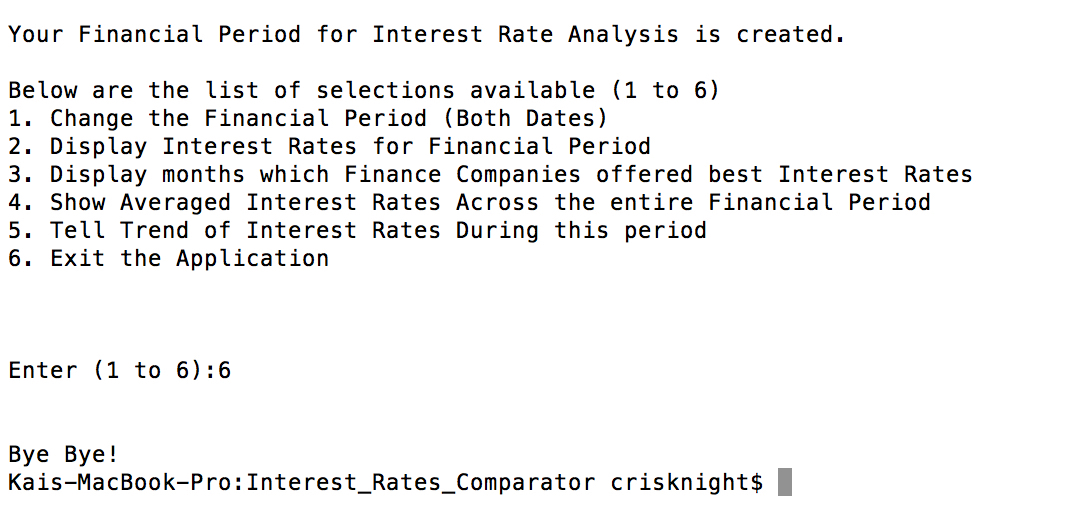 Your Financial Period for Interest Rate Analysis is created.
Below are the list of selections available (1 to 6)
1. Change the Financial Period (Both Dates)
2. Display Interest Rates for Financial Period
3. Display months which Finance Companies offered best Interest Rates
4. Show Averaged Interest Rates Across the entire Financial Period
5. Tell Trend of Interest Rates During this period
6. Exit the Application
Enter (1 to 6):6
Bye Bye!
Kais-MacBook-Pro:Interest_Rates_Comparator crisknight$